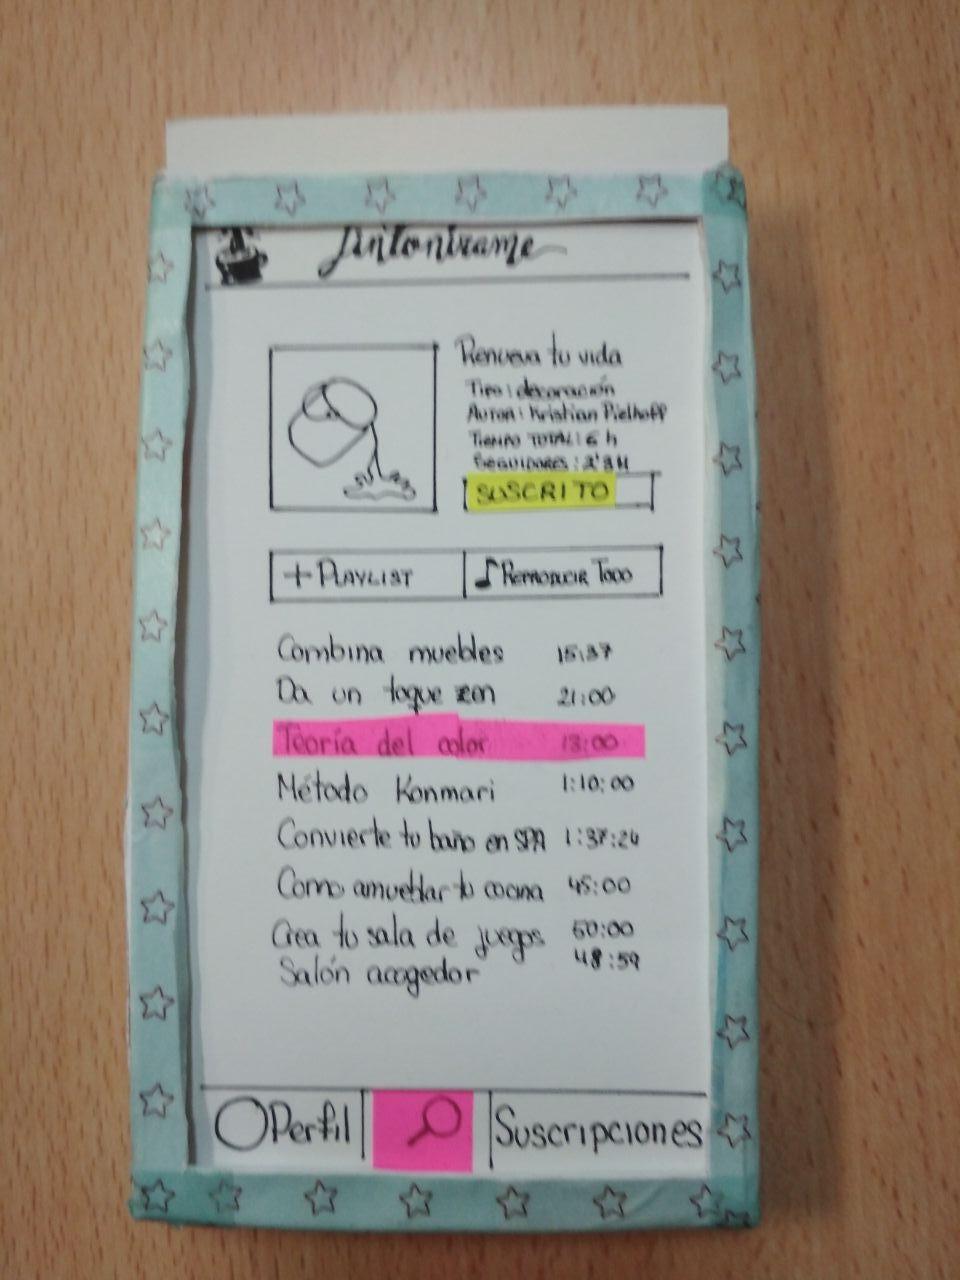 Sintonízame
Renueva tu vida
Tipo: decoración
Autor: Kristian Pielhoff
TIEMPO TOTAL: 6 h
SEGUIDORES: 2'3M
SUSCRITO
+ PLAYLIST
REPRODUCIR TODO
Combina muebles 15:37
Da un toque zen 21:00
Teoría del color 13:00
Método Konmari 1:10:00
Convierte tu baño en SPA 1:37:24
Como amueblar tu cocina 45:00
Crea tu sala de juegos 50:00
Salón acogedor 48:59
Perfil
Suscripciones